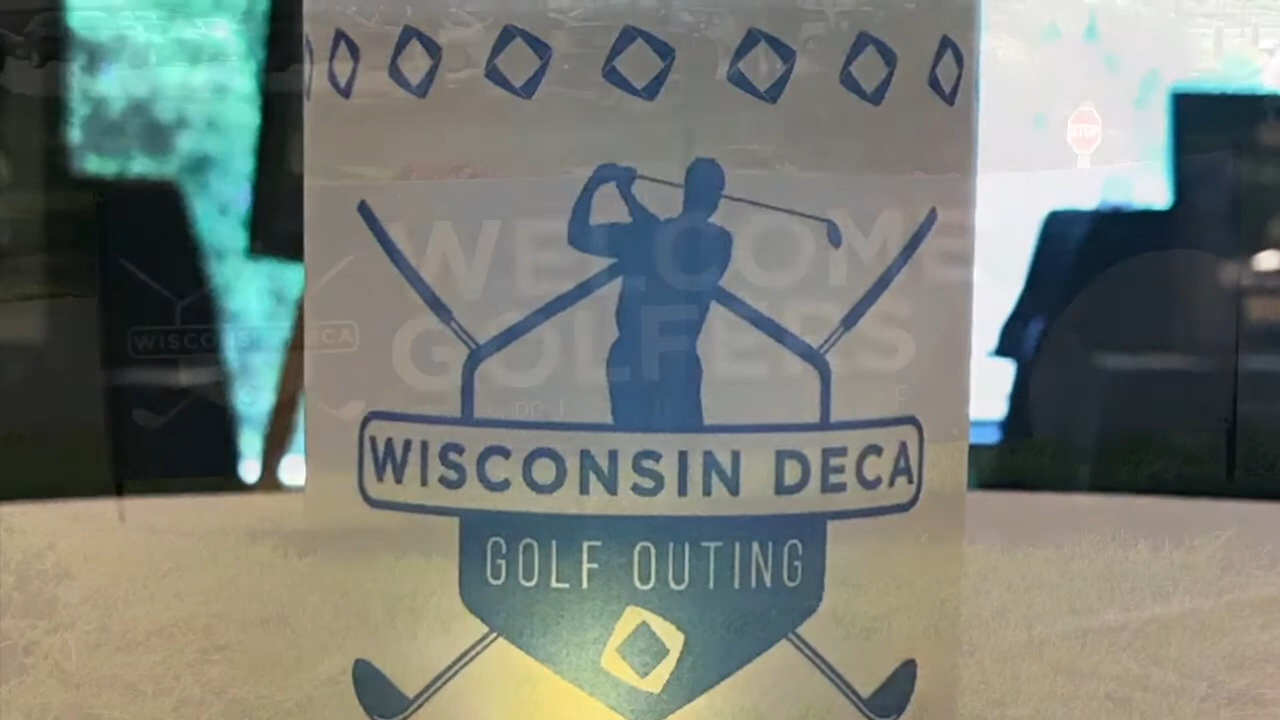 STOP
WELCOME
GOLFERS
WISCONSIN DECA
WISCONSIN DECA
GOLF OUTING